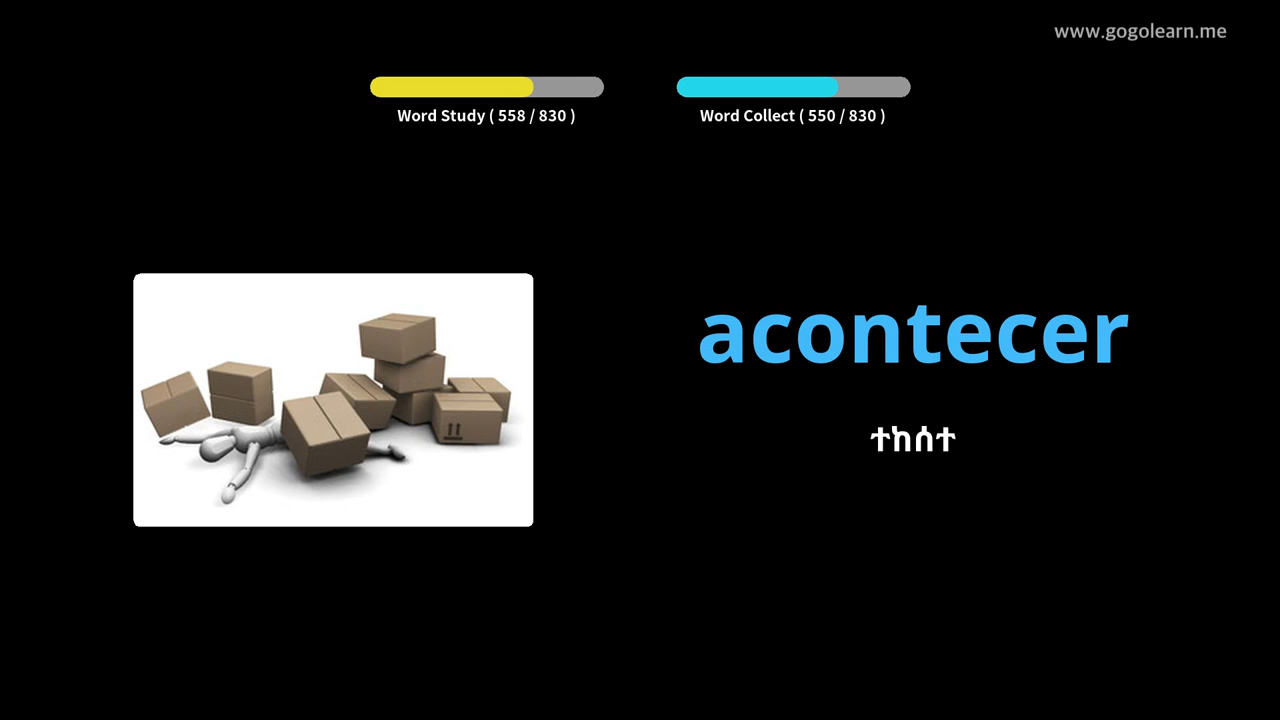 www.gogolearn.me
Word Study ( 558 / 830 )
Word Collect ( 550 / 830 )
acontecer
ተከሰተ